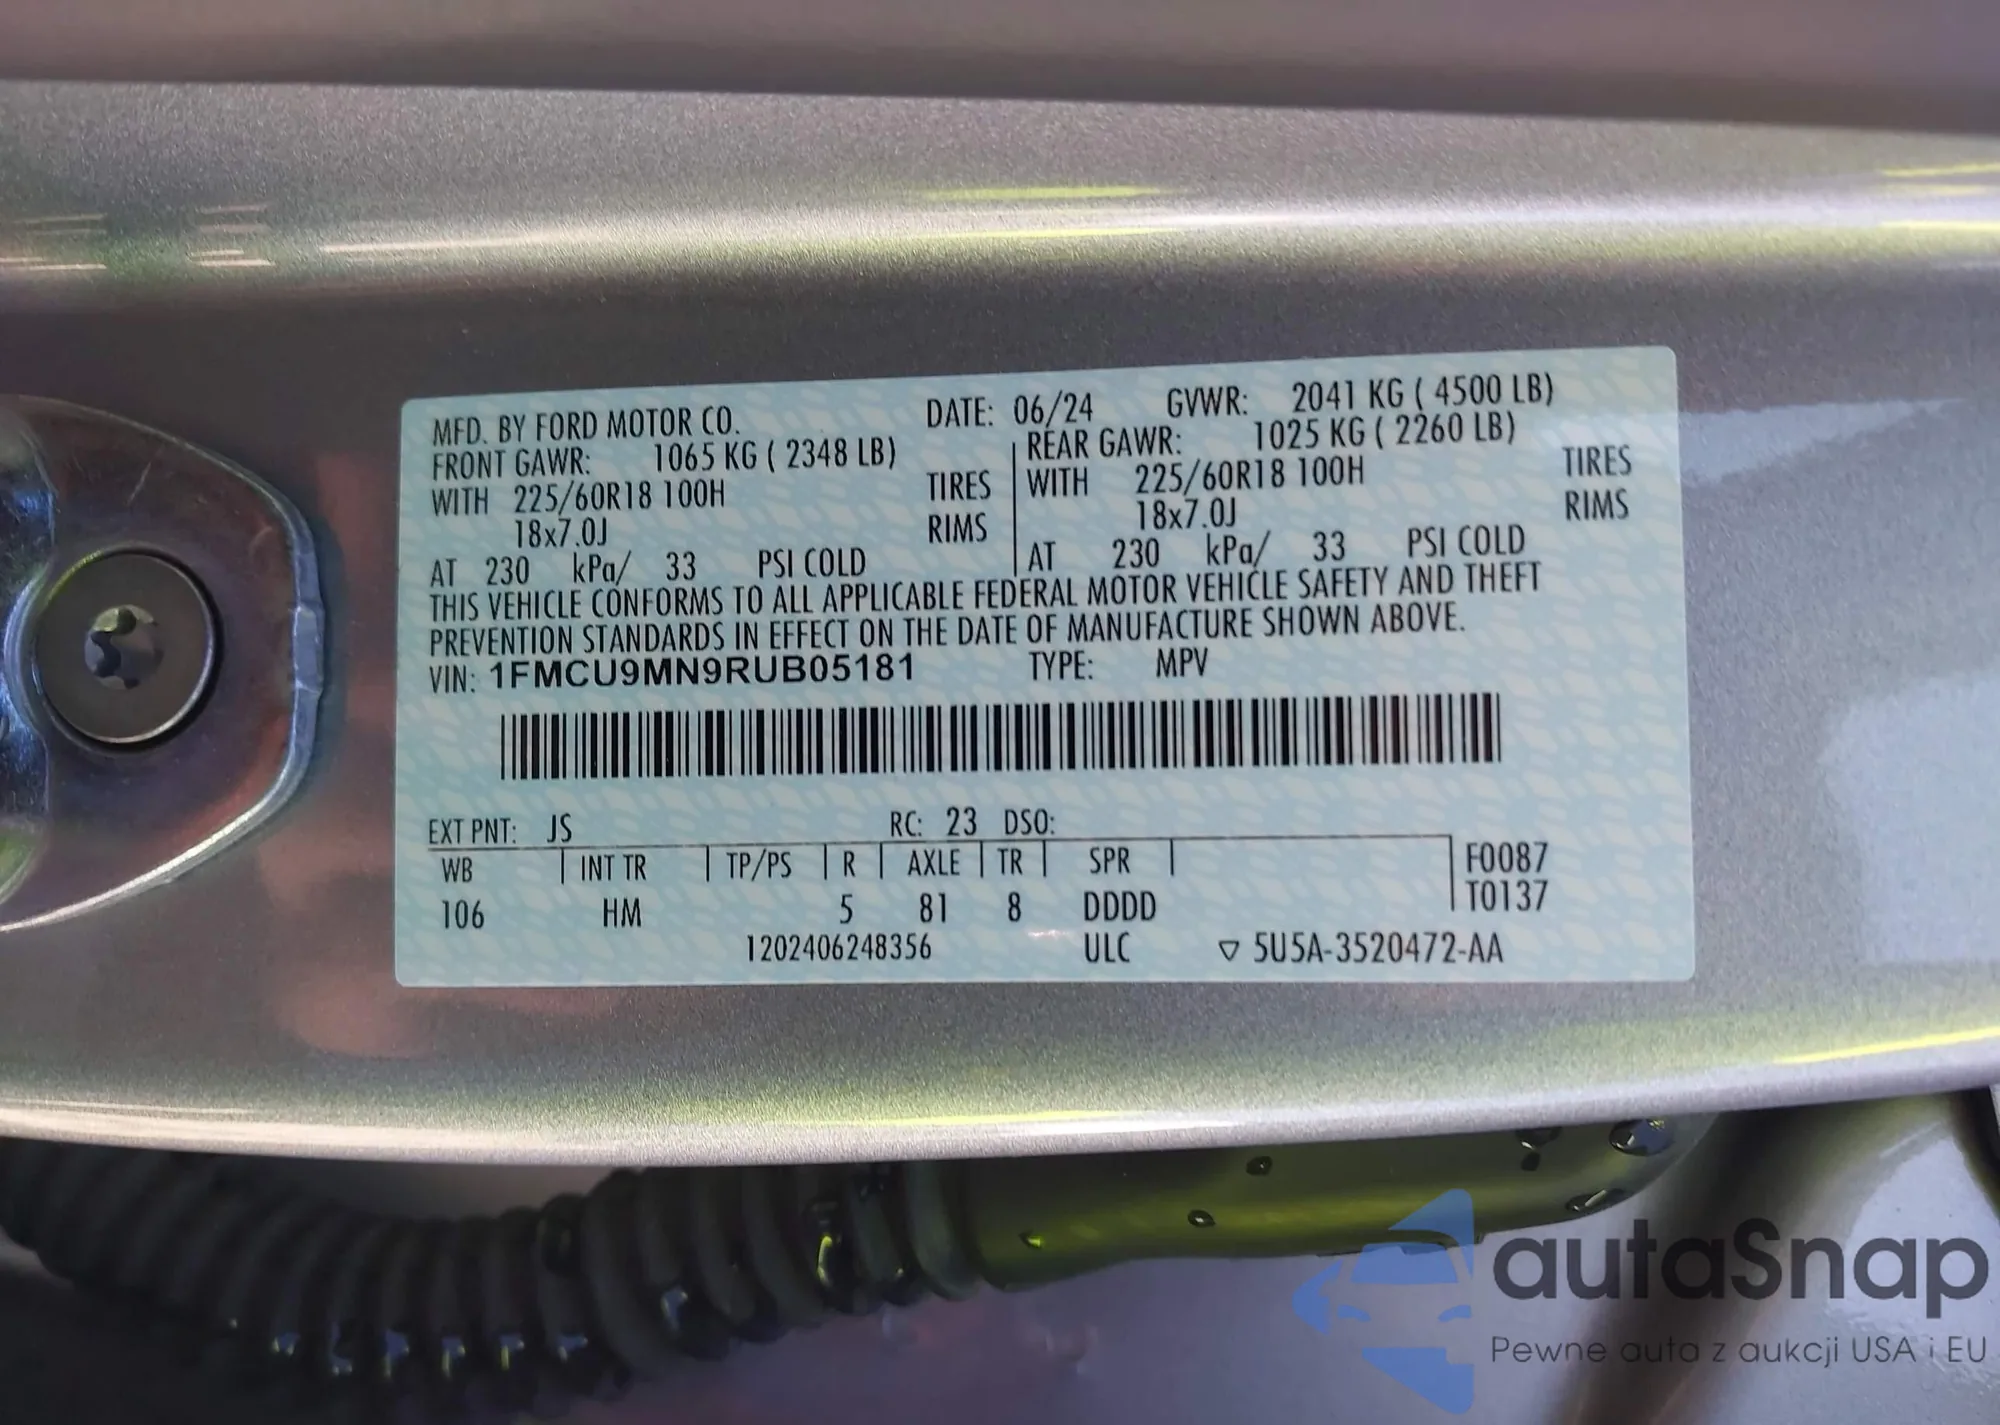 MFD. BY FORD MOTOR CO. DATE: 06/24 GVWR: 2041 KG ( 4500 LB)
FRONT GAWR: 1065 KG ( 2348 LB) REAR GAWR: 1025 KG ( 2260 LB)
WITH 225/60R18 100H TIRES WITH 225/60R18 100H TIRES
18x7.0J RIMS 18x7.0J RIMS
AT 230 kPa/ 33 PSI COLD AT 230 kPa/ 33 PSI COLD
THIS VEHICLE CONFORMS TO ALL APPLICABLE FEDERAL MOTOR VEHICLE SAFETY AND THEFT
PREVENTION STANDARDS IN EFFECT ON THE DATE OF MANUFACTURE SHOWN ABOVE.
VIN: 1FMCU9MN9RUB05181 TYPE: MPV
EXT PNT: JS RC: 23 DSO:
WB INT TR TP/PS R AXLE TR SPR F0087
T0137
106 HM 5 81 8 DDDD
1202406248356 ULC ▽ 5U5A-3520472-AA
autaSnap
Pewne auta z aukcji USA i EU